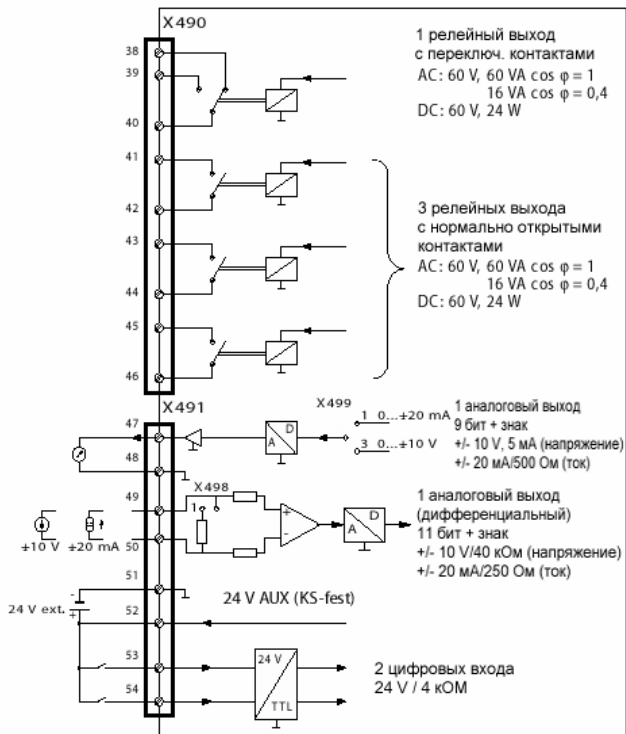 X490
38
39
40
41
42
43
44
45
46
1 релейный выход
с переключ. контактами
AC: 60 V, 60 VA cos φ = 1
16 VA cos φ = 0,4
DC: 60 V, 24 W
3 релейных выхода
с нормально открытыми
контактами
AC: 60 V, 60 VA cos φ = 1
16 VA cos φ = 0,4
DC: 60 V, 24 W
X491
47
48
49
50
51
52
53
54
A D
X499
1 0...±20 mA
3 0...±10 V
1 аналоговый выход
9 бит + знак
+/- 10 V, 5 мА (напряжение)
+/- 20 мА/500 Ом (ток)
±10 V ±20 mA
X498
1
+
-
A D
1 аналоговый выход
(дифференциальный)
11 бит + знак
+/- 10 V/40 кОм (напряжение)
+/- 20 мА/250 Ом (ток)
-
24 V ext.
+
24 V AUX (KS-fest)
24 V
TTL
2 цифровых входа
24 V / 4 кОМ